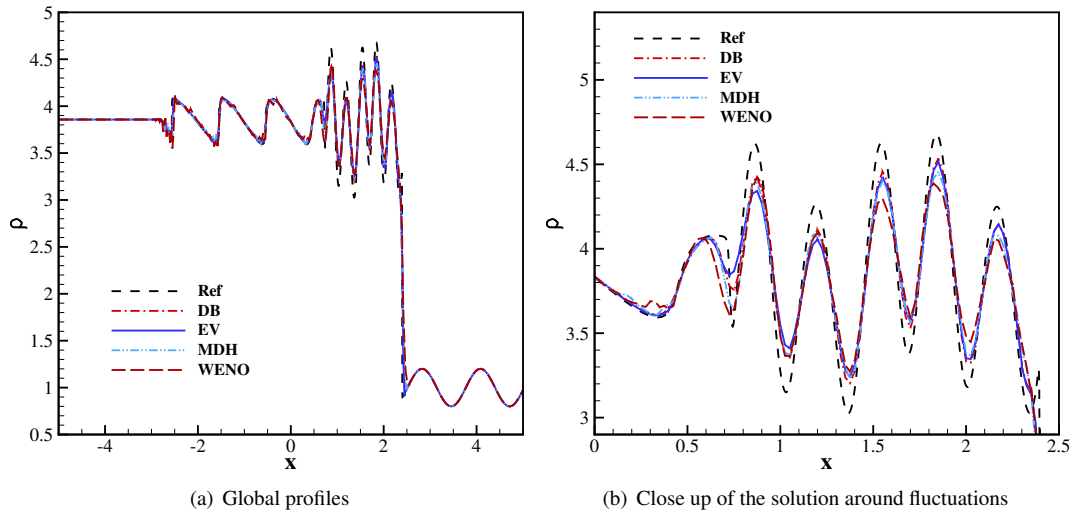 5
4.5
4
3.5
3
2.5
2
1.5
1
0.5
ρ
Ref
DB
EV
MDH
WENO
-4 -2 0 2 4
x
(a) Global profiles
5
4.5
4
3.5
3
ρ
Ref
DB
EV
MDH
WENO
0 0.5 1 1.5 2 2.5
x
(b) Close up of the solution around fluctuations